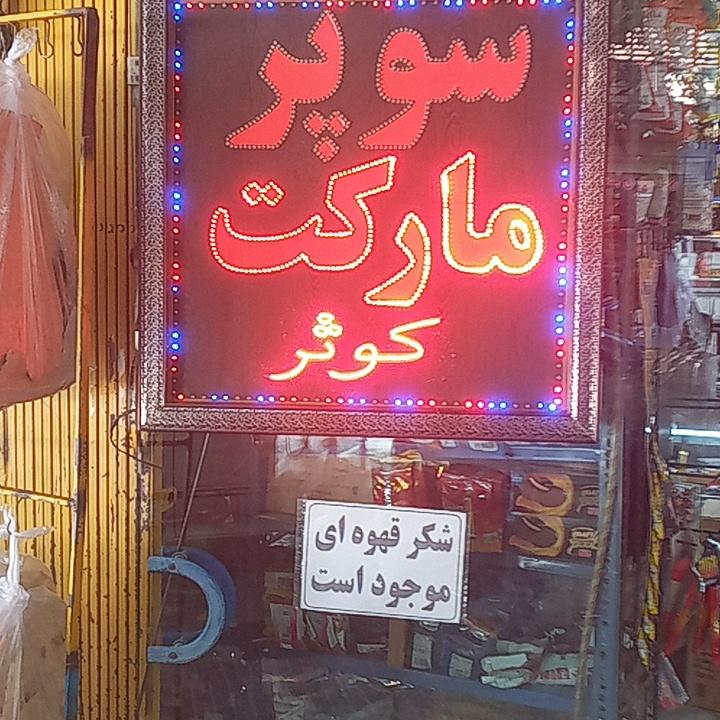 سوپر
مارکت
کوثر
شکر قهوه ای
موجود است